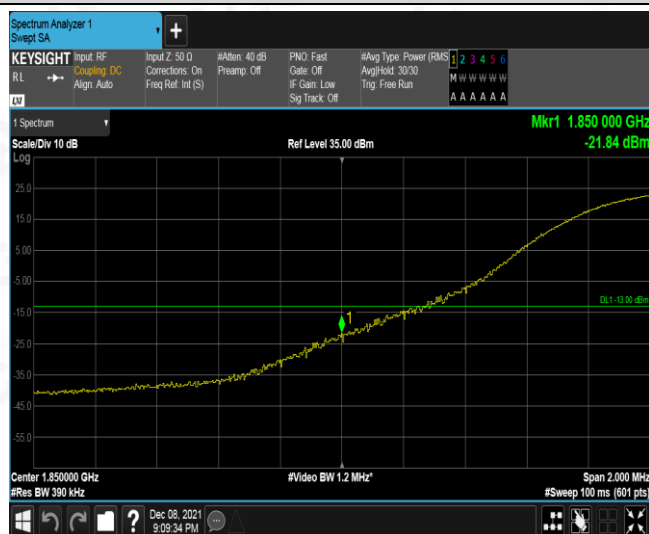 Spectrum Analyzer 1
Swept SA
+
KEYSIGHT
RL
LXI
Input: RF
Coupling: DC
Align: Auto
Input Z: 50 Ω
Corrections: On
Freq Ref: Int (S)
#Atten: 40 dB
Preamp: Off
PNO: Fast
Gate: Off
IF Gain: Low
Sig Track: Off
#Avg Type: Power (RMS
Avg|Hold: 30/30
Trig: Free Run
1 2 3 4 5 6
M W W W W W
A A A A A A
1 Spectrum
Scale/Div 10 dB
Ref Level 35.00 dBm
Mkr1 1.850 000 GHz
-21.84 dBm
Log
25.0
15.0
5.00
-5.00
DL1 -13.00 dBm
-15.0
1
-25.0
-35.0
-45.0
-55.0
Center 1.850000 GHz
#Video BW 1.2 MHz*
Span 2.000 MHz
#Res BW 390 kHz
#Sweep 100 ms (601 pts)
?
Dec 08, 2021
9:09:34 PM